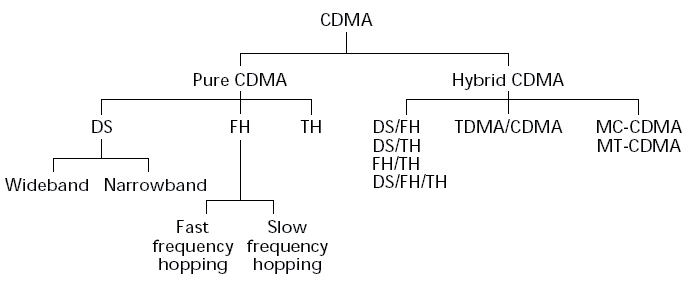 CDMA
Pure CDMA
Hybrid CDMA
DS
FH
TH
DS/FH
TDMA/CDMA
MC-CDMA
DS/TH
MT-CDMA
FH/TH
DS/FH/TH
Wideband
Narrowband
Fast
frequency
hopping
Slow
frequency
hopping